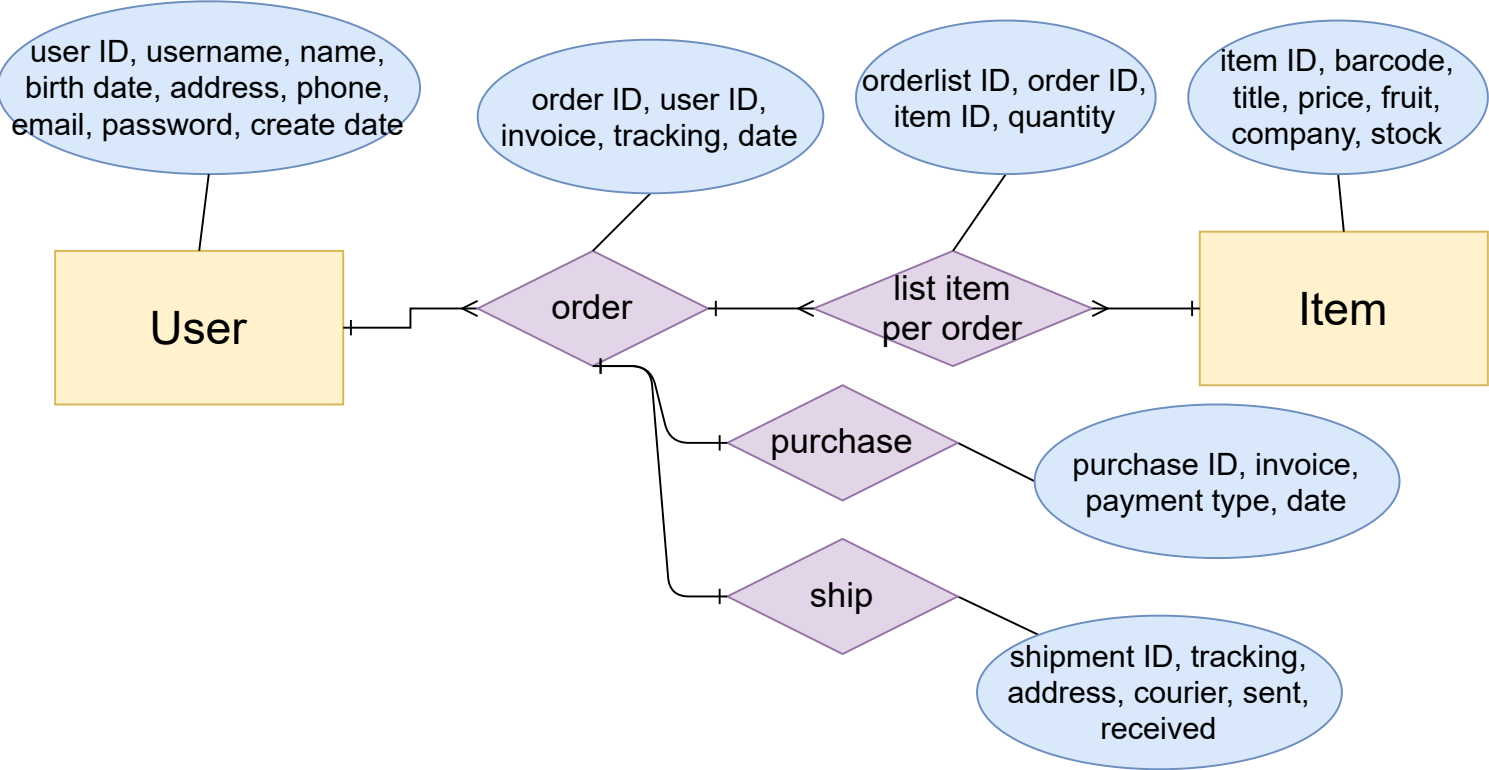 user ID, username, name,
birth date, address, phone,
email, password, create date
order ID, user ID,
invoice, tracking, date
orderlist ID, order ID,
item ID, quantity
item ID, barcode,
title, price, fruit,
company, stock
User
order
list item
per order
Item
purchase
purchase ID, invoice,
payment type, date
ship
shipment ID, tracking,
address, courier, sent,
received